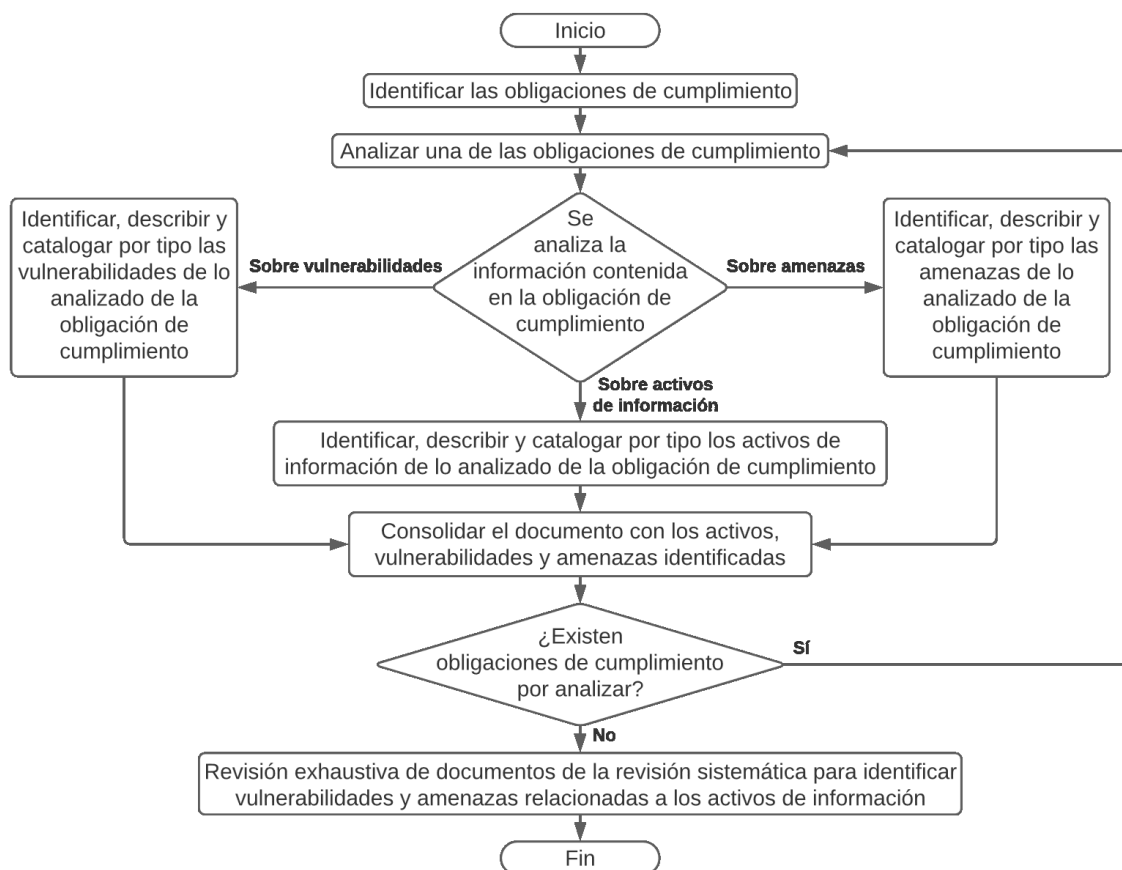 Inicio
Identificar las obligaciones de cumplimiento
Analizar una de las obligaciones de cumplimiento
Identificar, describir y
catalogar por tipo las
vulnerabilidades de lo
analizado de la
obligación de
cumplimiento
Sobre vulnerabilidades
Se
analiza la
información contenida
en la obligación de
cumplimiento
Sobre amenazas
Identificar, describir y
catalogar por tipo las
amenazas de lo
analizado de la
obligación de
cumplimiento
Sobre activos
de información
Identificar, describir y catalogar por tipo los activos de
información de lo analizado de la obligación de cumplimiento
Consolidar el documento con los activos,
vulnerabilidades y amenazas identificadas
¿Existen
obligaciones de cumplimiento
por analizar?
Sí
No
Revisión exhaustiva de documentos de la revisión sistemática para identificar
vulnerabilidades y amenazas relacionadas a los activos de información
Fin